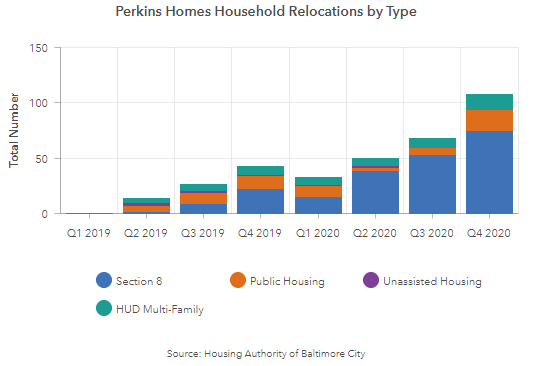 Perkins Homes Household Relocations by Type
150
100
50
0
Total Number
Q1 2019 Q2 2019 Q3 2019 Q4 2019 Q1 2020 Q2 2020 Q3 2020 Q4 2020
Section 8 Public Housing Unassisted Housing
HUD Multi-Family
Source: Housing Authority of Baltimore City